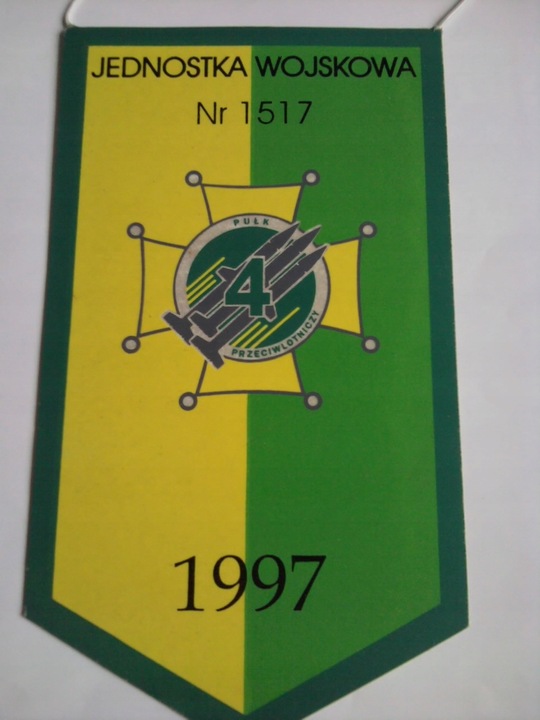 JEDNOSTKA WOJSKOWA
Nr 1517
PUŁK
4
PRZECIWLOTNICZY
1997